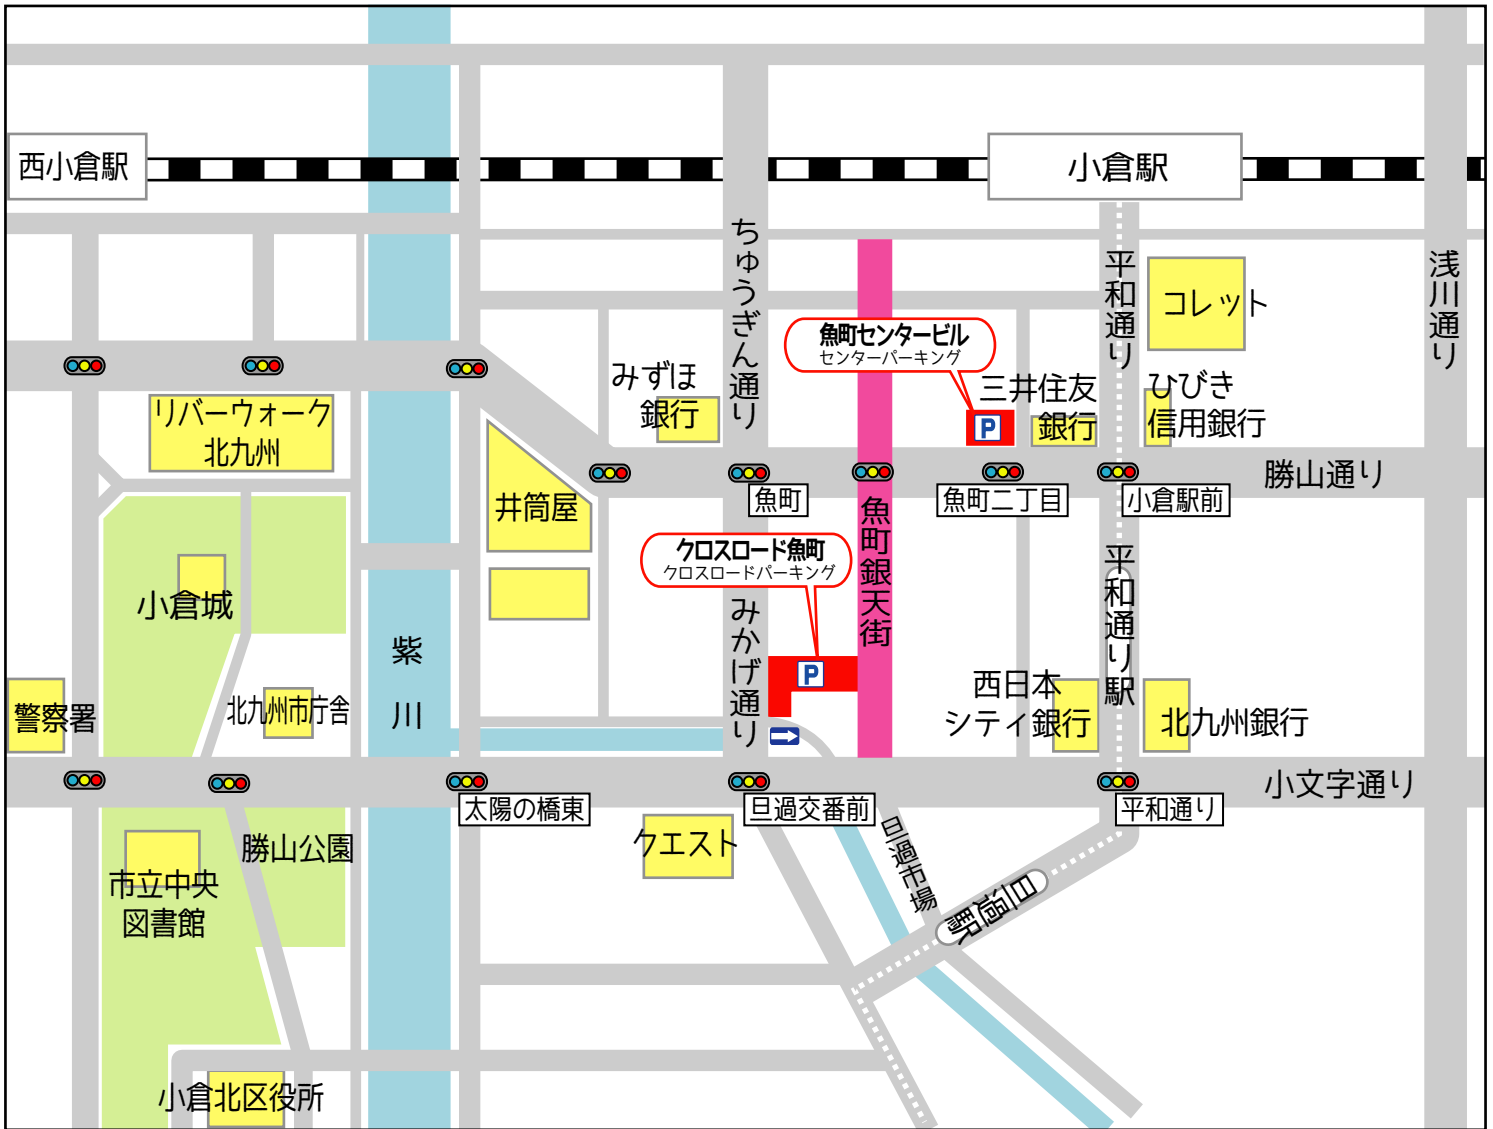 西小倉駅
小倉駅
ちゅうぎん通り
平和通り
浅川通り
コレット
魚町センタービル
センターパーキング
みずほ
銀行
三井住友
銀行
ひびき
信用銀行
P
リバーウォーク
北九州
勝山通り
井筒屋
魚町
魚町二丁目
小倉駅前
魚町銀天街
クロスロード魚町
クロスロードパーキング
平和通り駅
小倉城
みかげ通り
紫川
P
警察署
北九州市庁舎
西日本
シティ銀行
北九州銀行
小文字通り
太陽の橋東
旦過交番前
平和通り
クエスト
旦過市場
勝山公園
市立中央
図書館
旦過駅
小倉北区役所